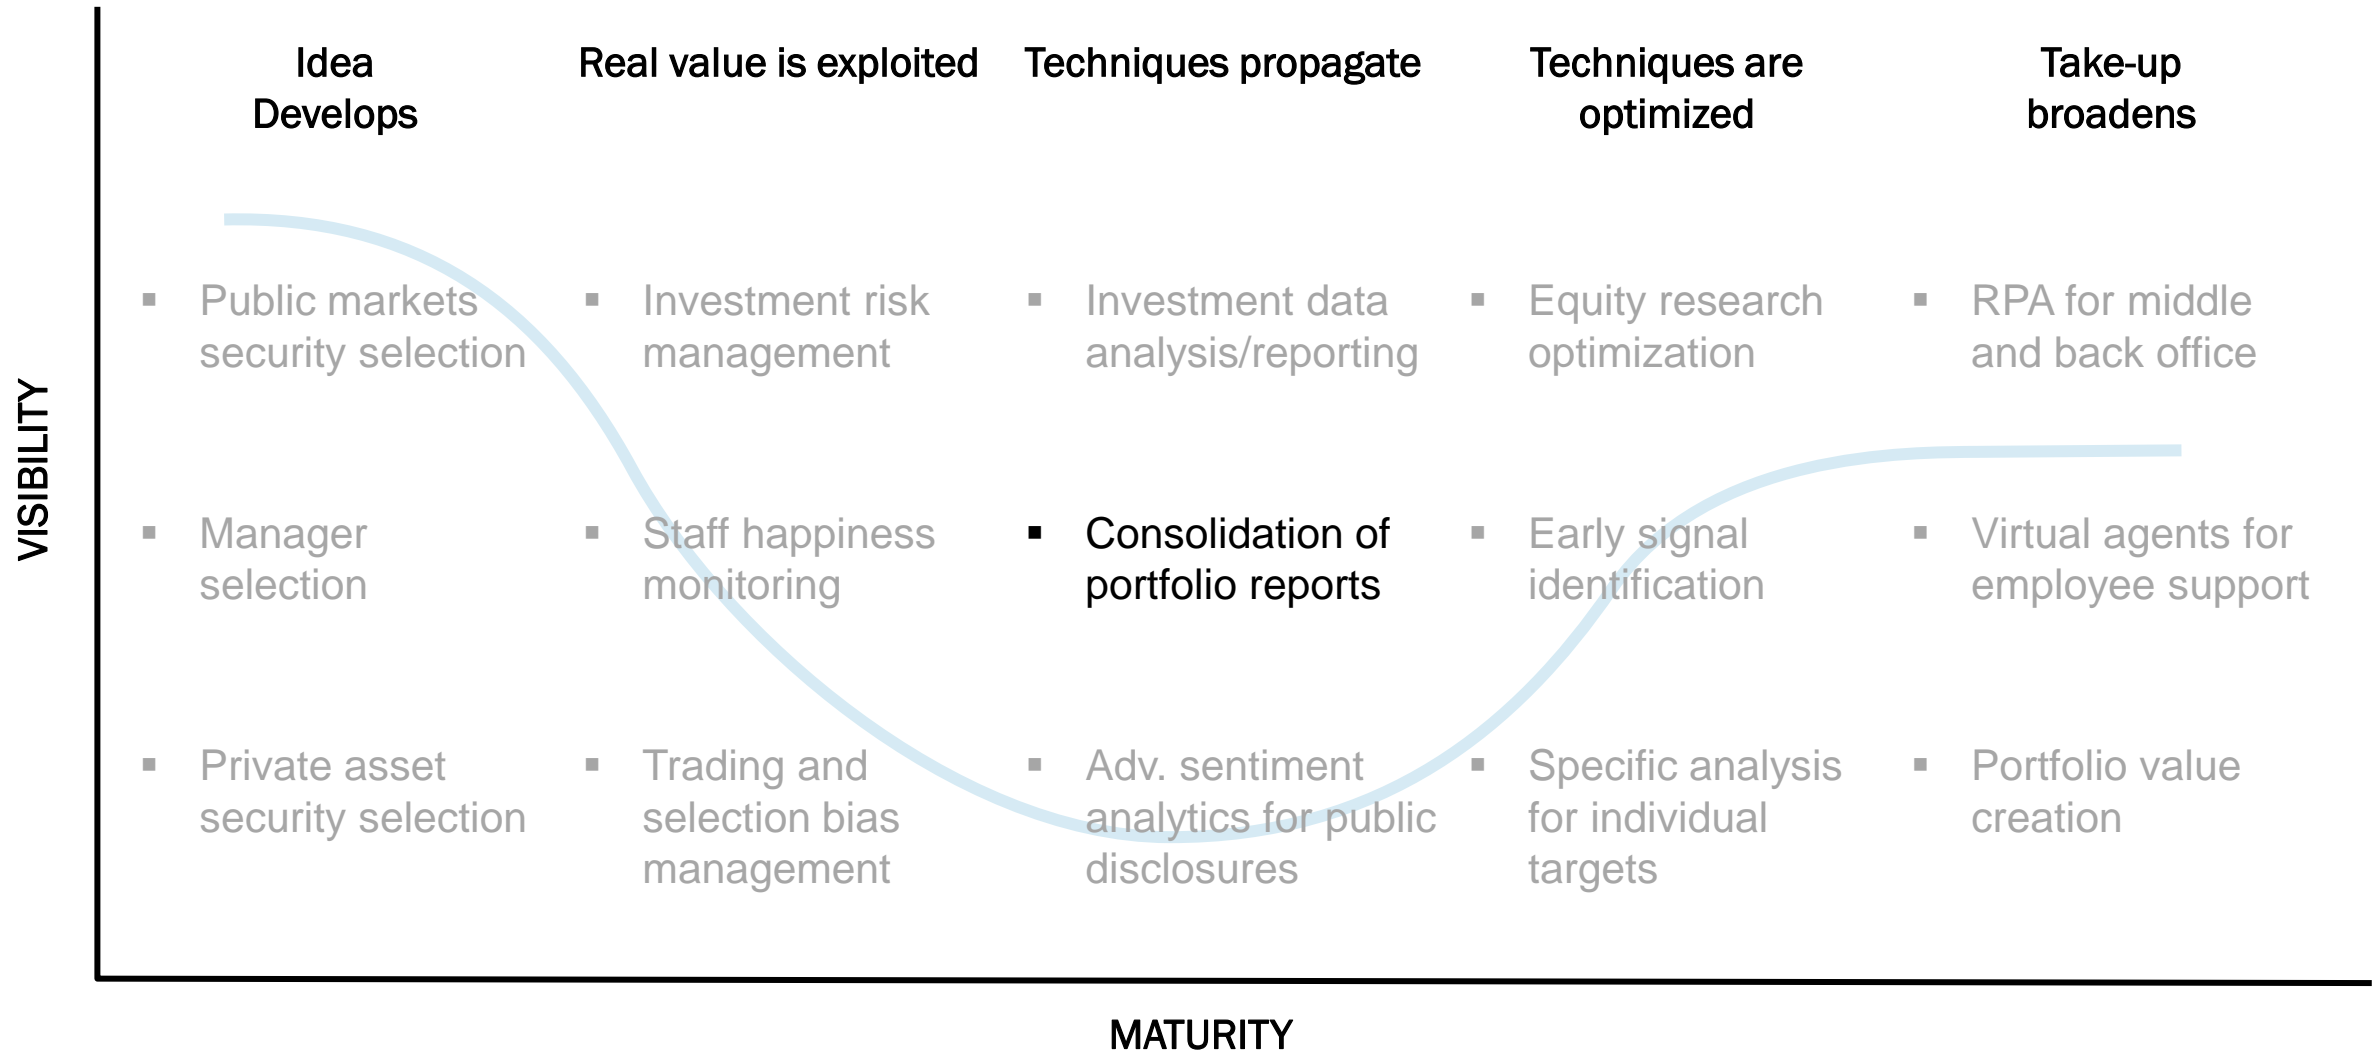 Idea
Develops
Real value is exploited
Techniques propagate
Techniques are
optimized
Take-up
broadens
VISIBILITY
▪ Public markets
security selection
▪ Investment risk
management
▪ Investment data
analysis/reporting
▪ Equity research
optimization
▪ RPA for middle
and back office
▪ Manager
selection
▪ Staff happiness
monitoring
▪ Consolidation of
portfolio reports
▪ Early signal
identification
▪ Virtual agents for
employee support
▪ Private asset
security selection
▪ Trading and
selection bias
management
▪ Adv. sentiment
analytics for public
disclosures
▪ Specific analysis
for individual
targets
▪ Portfolio value
creation
MATURITY